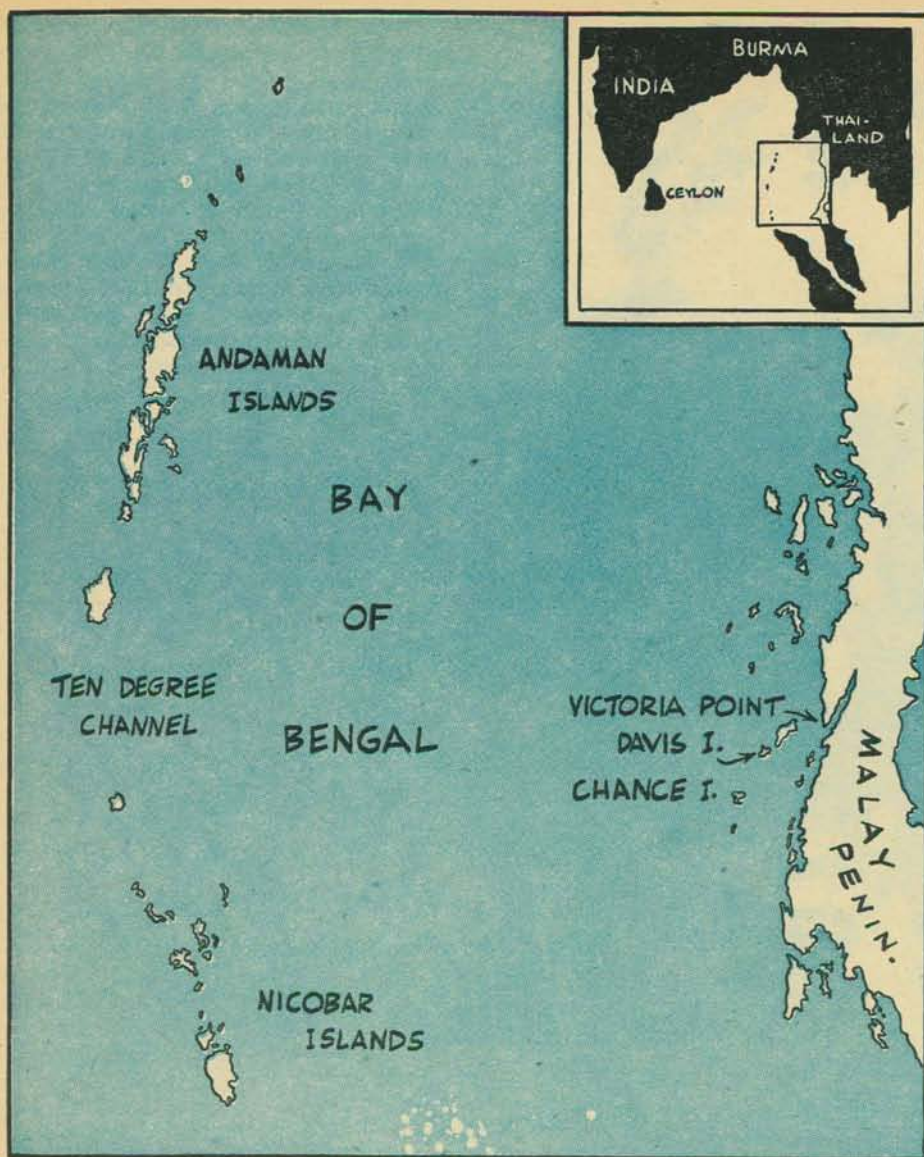 BURMA
INDIA
THAI-
LAND
CEYLON
ANDAMAN
ISLANDS
BAY
OF
BENGAL
TEN DEGREE
CHANNEL
VICTORIA POINT
DAVIS I.
CHANCE I.
MALAY
PENIN.
NICOBAR
ISLANDS